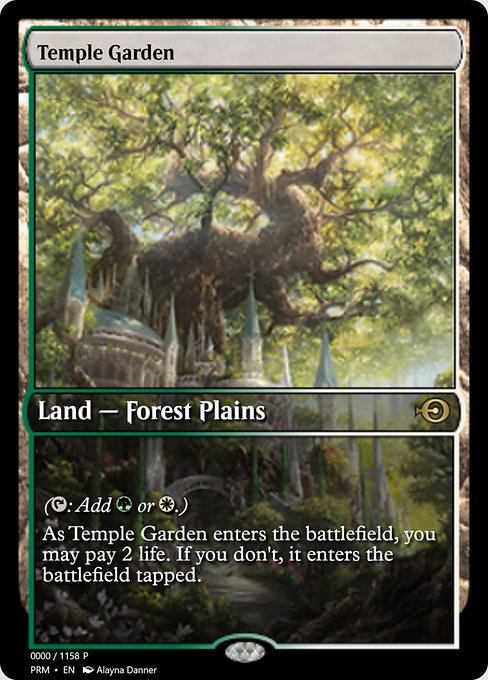 Temple Garden
Land — Forest Plains
(: Add or .)
As Temple Garden enters the battlefield, you
may pay 2 life. If you don't, it enters the
battlefield tapped.
0000 / 1158 P
PRM • EN Alayna Danner